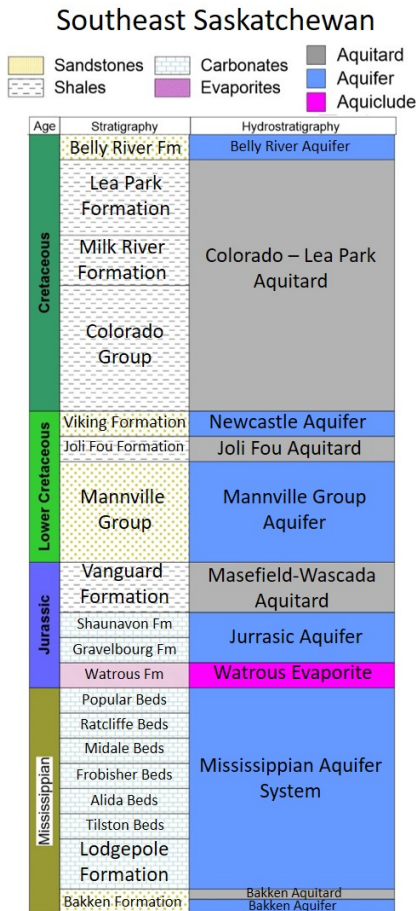 Southeast Saskatchewan
Sandstones
Carbonates
Aquitard
Shales
Evaporites
Aquifer
Aquiclude
Age
Stratigraphy
Hydrostratigraphy
Cretaceous
Belly River Fm
Belly River Aquifer
Lea Park
Formation
Milk River
Formation
Colorado
Group
Colorado – Lea Park
Aquitard
Lower Cretaceous
Viking Formation
Newcastle Aquifer
Joli Fou Formation
Joli Fou Aquitard
Mannville
Group
Mannville Group
Aquifer
Jurassic
Vanguard
Formation
Masefield-Wascada
Aquitard
Shaunavon Fm
Gravelbourg Fm
Jurrasic Aquifer
Watrous Fm
Watrous Evaporite
Mississippian
Popular Beds
Ratcliffe Beds
Midale Beds
Frobisher Beds
Alida Beds
Tilston Beds
Lodgepole
Formation
Mississippian Aquifer
System
Bakken Formation
Bakken Aquitard
Bakken Aquifer